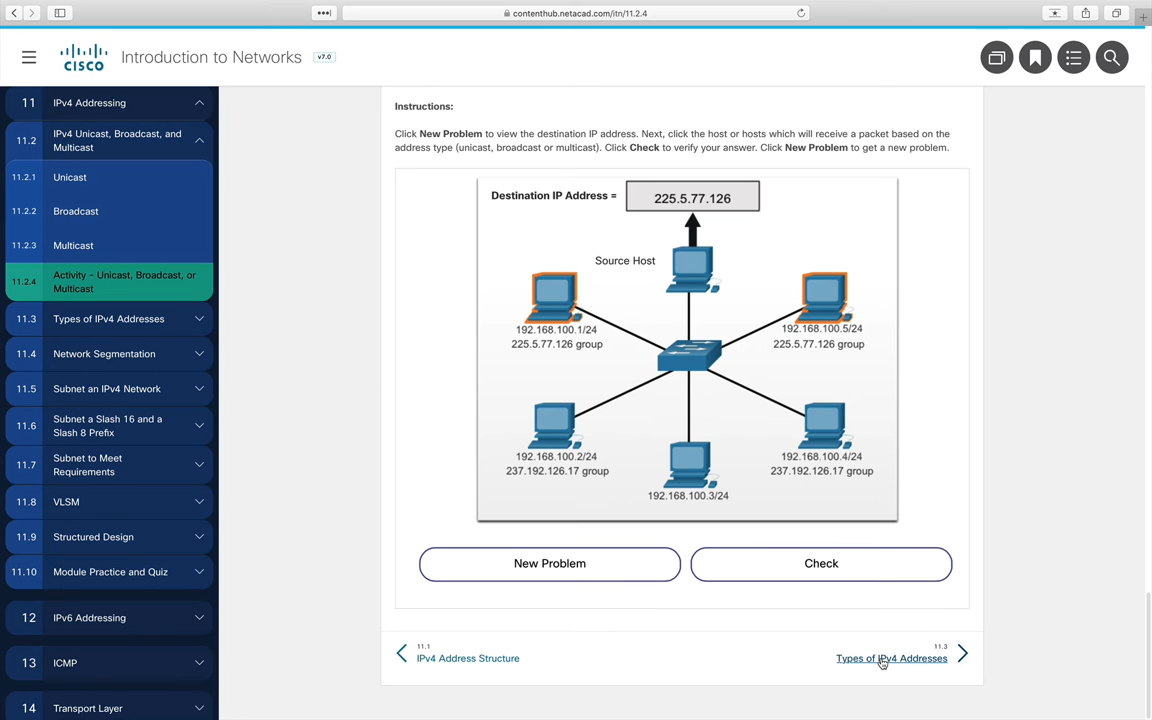 contenthub.netacad.com/itn/11.2.4
CISCO
Introduction to Networks
v7.0
11 IPv4 Addressing
11.2 IPv4 Unicast, Broadcast, and
Multicast
11.2.1 Unicast
11.2.2 Broadcast
11.2.3 Multicast
11.2.4 Activity – Unicast, Broadcast, or
Multicast
11.3 Types of IPv4 Addresses
11.4 Network Segmentation
11.5 Subnet an IPv4 Network
11.6 Subnet a Slash 16 and a
Slash 8 Prefix
11.7 Subnet to Meet
Requirements
11.8 VLSM
11.9 Structured Design
11.10 Module Practice and Quiz
12 IPv6 Addressing
13 ICMP
14 Transport Layer
Instructions:
Click New Problem to view the destination IP address. Next, click the host or hosts which will receive a packet based on the
address type (unicast, broadcast or multicast). Click Check to verify your answer. Click New Problem to get a new problem.
Destination IP Address = 225.5.77.126
Source Host
192.168.100.1/24
225.5.77.126 group
192.168.100.5/24
225.5.77.126 group
192.168.100.2/24
237.192.126.17 group
192.168.100.3/24
192.168.100.4/24
237.192.126.17 group
New Problem
Check
11.1
IPv4 Address Structure
11.3
Types of IPv4 Addresses